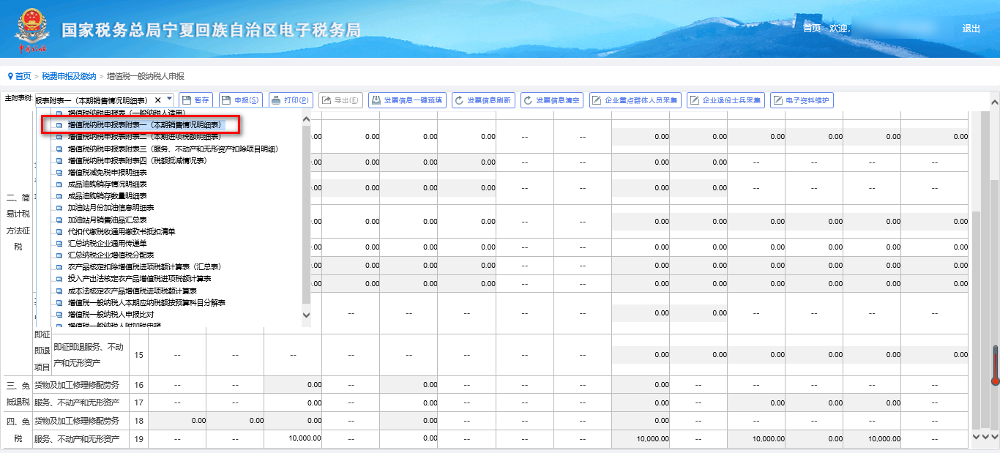 国家税务总局宁夏回族自治区电子税务局
中国税务
首页 欢迎, 退出
首页 > 税费申报及缴纳 > 增值税一般纳税人申报
主附表树: 报表附表一（本期销售情况明细表） 暂存 申报(S) 打印(P) 导出(E) 发票信息一键预填 发票信息刷新 发票信息清空 企业重点群体人员采集 企业退役士兵采集 电子资料维护
增值税纳税申报表（一般纳税人适用）
增值税纳税申报表附表一（本期销售情况明细表）
增值税纳税申报表附表二（本期进项税额明细表）
增值税纳税申报表附表三（服务、不动产和无形资产扣除项目明细）
增值税纳税申报表附表四（税额抵减情况表）
增值税减免税申报明细表
成品油购销存情况明细表
成品油购销存数量明细表
加油站月份加油信息明细表
加油站月销售油品汇总表
代扣代缴税收通用缴款书抵扣清单
汇总纳税企业通用传递单
汇总纳税企业增值税分配表
农产品核定扣除增值税进项税额计算表（汇总表）
投入产出法核定农产品增值税进项税额计算表
成本法核定农产品增值税进项税额计算表
增值税一般纳税人本期应纳税额按预算科目分解表
增值税一般纳税人申报比对
增值税一般纳税人附加税申报
.00 0.00 0.00 0.00 -- -- 0.00 0.00 0.00 0.00 0.00 0.00
.00 0.00 0.00 0.00 -- -- 0.00 0.00 -- -- -- --
.00 0.00 0.00 0.00 -- -- 0.00 0.00 -- -- -- --
.00 0.00 0.00 0.00 -- -- 0.00 0.00 0.00 0.00 0.00 0.00
.00 0.00 0.00 0.00 -- -- 0.00 0.00 0.00 0.00 0.00 0.00
.00 0.00 0.00 0.00 -- -- 0.00 0.00 0.00 0.00 0.00 0.00
.00 0.00 0.00 0.00 -- -- 0.00 0.00 0.00 0.00 0.00 0.00
-- -- -- -- -- 0.00 0.00 -- -- -- --
二、简
易计税
方法征
税
即征
即退
项目
即征即退服务、不动
产和无形资产
15 -- -- -- -- -- -- -- -- 0.00 0.00 0.00 0.00 0.00 0.00
三、免
抵退税
货物及加工修理修配劳务 16 -- -- 0.00 -- 0.00 -- -- -- 0.00 -- -- -- -- --
服务、不动产和无形资产 17 -- -- 0.00 -- 0.00 -- -- -- 0.00 -- 0.00 0.00 0.00 --
四、免
税
货物及加工修理修配劳务 18 0.00 0.00 0.00 -- 0.00 -- -- -- 0.00 -- -- -- -- --
服务、不动产和无形资产 19 -- -- 10,000.00 -- 0.00 -- -- -- 10,000.00 -- 10,000.00 0.00 10,000.00 --